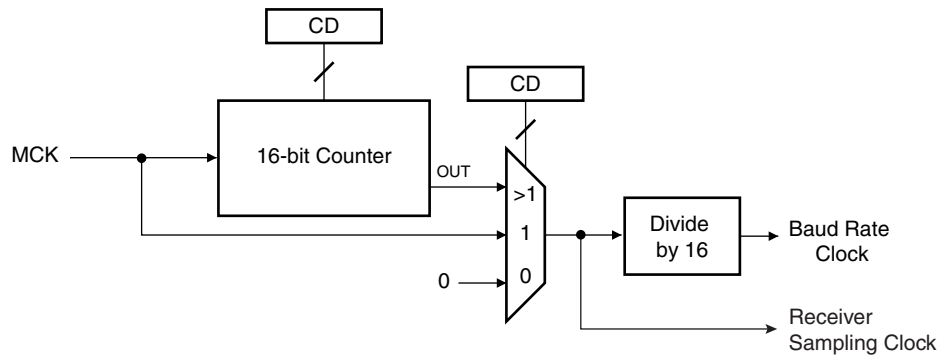 CD
CD
MCK
16-bit Counter
OUT
>1
1
0
0
Divide
by 16
Baud Rate
Clock
Receiver
Sampling Clock